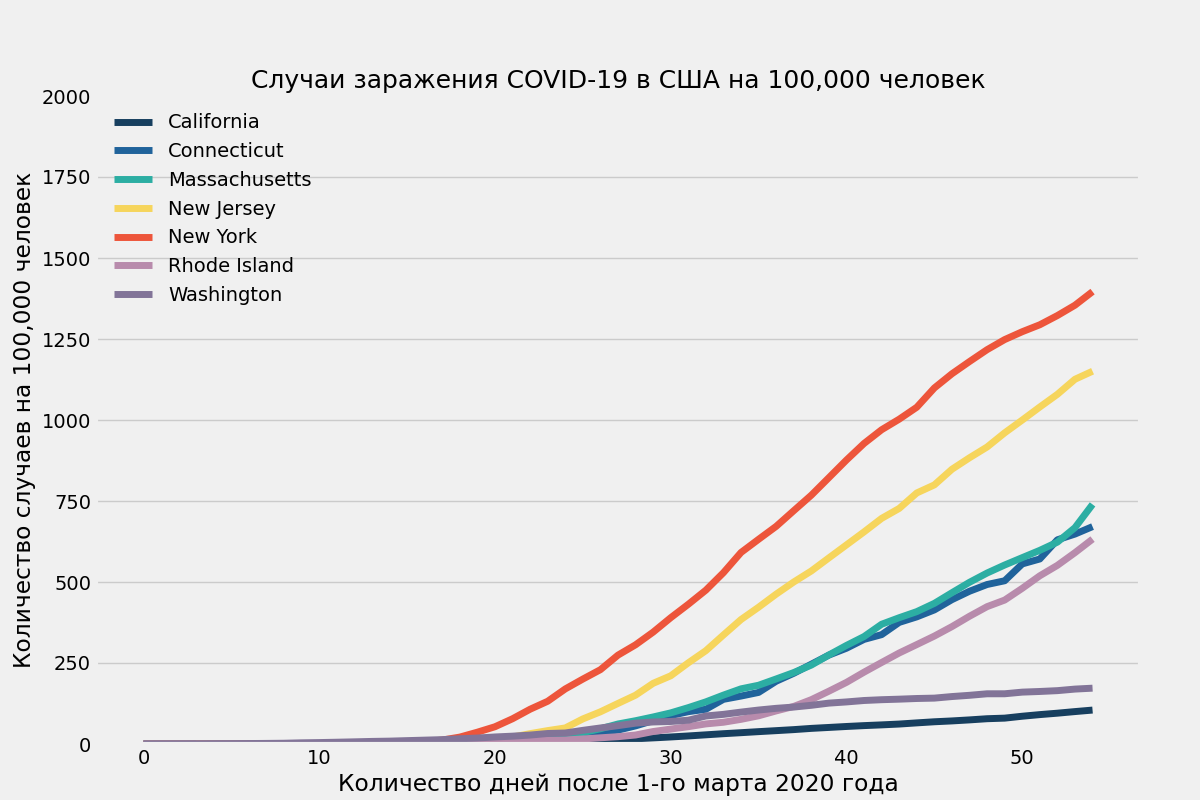 Случаи заражения COVID-19 в США на 100,000 человек
2000
1750
1500
1250
1000
750
500
250
0
Количество случаев на 100,000 человек
California
Connecticut
Massachusetts
New Jersey
New York
Rhode Island
Washington
0 10 20 30 40 50
Количество дней после 1-го марта 2020 года